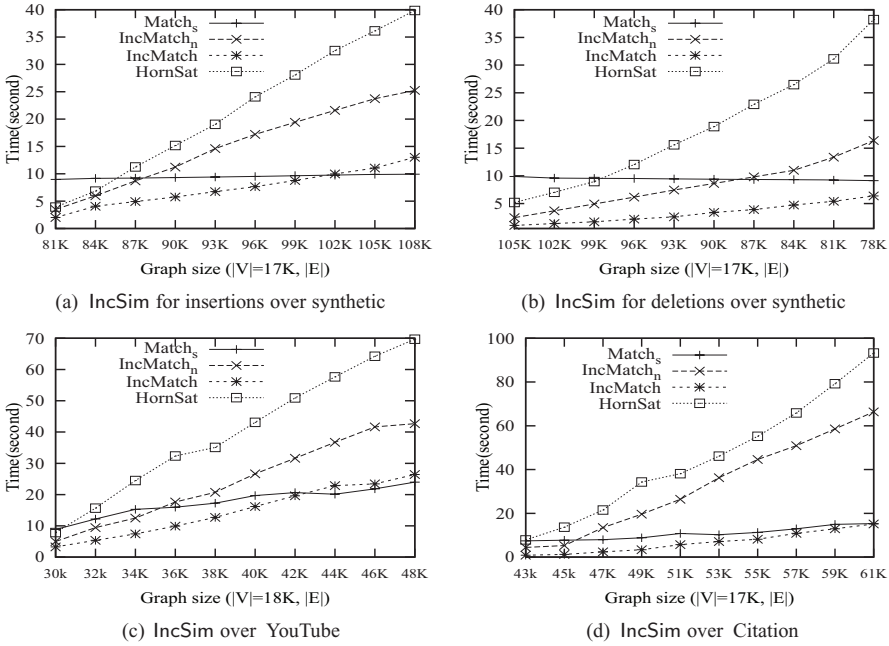 40
35
30
25
20
15
10
5
0
Time(second)
Match_s
IncMatch_n
IncMatch
HornSat
81K 84K 87K 90K 93K 96K 99K 102K 105K 108K
Graph size (|V|=17K, |E|)
(a) IncSim for insertions over synthetic
40
35
30
25
20
15
10
5
Time(second)
Match_s
IncMatch_n
IncMatch
HornSat
105K 102K 99K 96K 93K 90K 87K 84K 81K 78K
Graph size (|V|=17K, |E|)
(b) IncSim for deletions over synthetic
70
60
50
40
30
20
10
0
Time(second)
Match_s
IncMatch_n
IncMatch
HornSat
30k 32k 34K 36K 38K 40K 42K 44K 46K 48K
Graph size (|V|=18K, |E|)
(c) IncSim over YouTube
100
80
60
40
20
0
Time(second)
Match_s
IncMatch_n
IncMatch
HornSat
43k 45k 47K 49K 51K 53K 55K 57K 59K 61K
Graph size (|V|=17K, |E|)
(d) IncSim over Citation